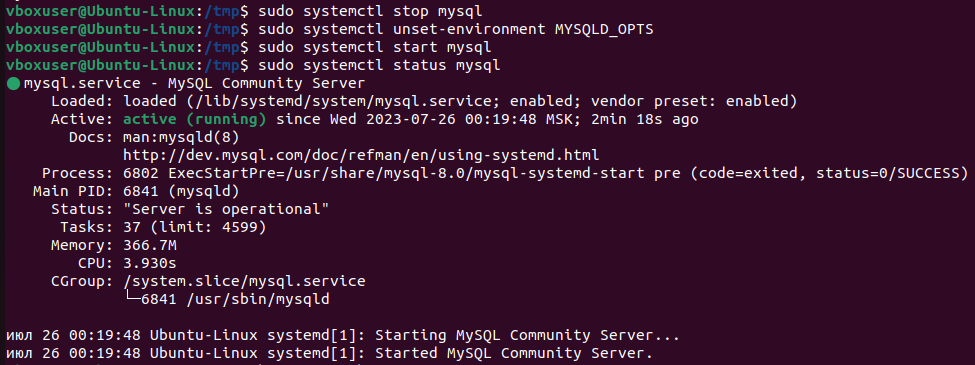 vboxuser@Ubuntu-Linux:/tmp$ sudo systemctl stop mysql
vboxuser@Ubuntu-Linux:/tmp$ sudo systemctl unset-environment MYSQLD_OPTS
vboxuser@Ubuntu-Linux:/tmp$ sudo systemctl start mysql
vboxuser@Ubuntu-Linux:/tmp$ sudo systemctl status mysql
● mysql.service - MySQL Community Server
     Loaded: loaded (/lib/systemd/system/mysql.service; enabled; vendor preset: enabled)
     Active: active (running) since Wed 2023-07-26 00:19:48 MSK; 2min 18s ago
       Docs: man:mysqld(8)
             http://dev.mysql.com/doc/refman/en/using-systemd.html
    Process: 6802 ExecStartPre=/usr/share/mysql-8.0/mysql-systemd-start pre (code=exited, status=0/SUCCESS)
   Main PID: 6841 (mysqld)
     Status: "Server is operational"
      Tasks: 37 (limit: 4599)
     Memory: 366.7M
        CPU: 3.930s
     CGroup: /system.slice/mysql.service
             └─6841 /usr/sbin/mysqld

июл 26 00:19:48 Ubuntu-Linux systemd[1]: Starting MySQL Community Server...
июл 26 00:19:48 Ubuntu-Linux systemd[1]: Started MySQL Community Server.